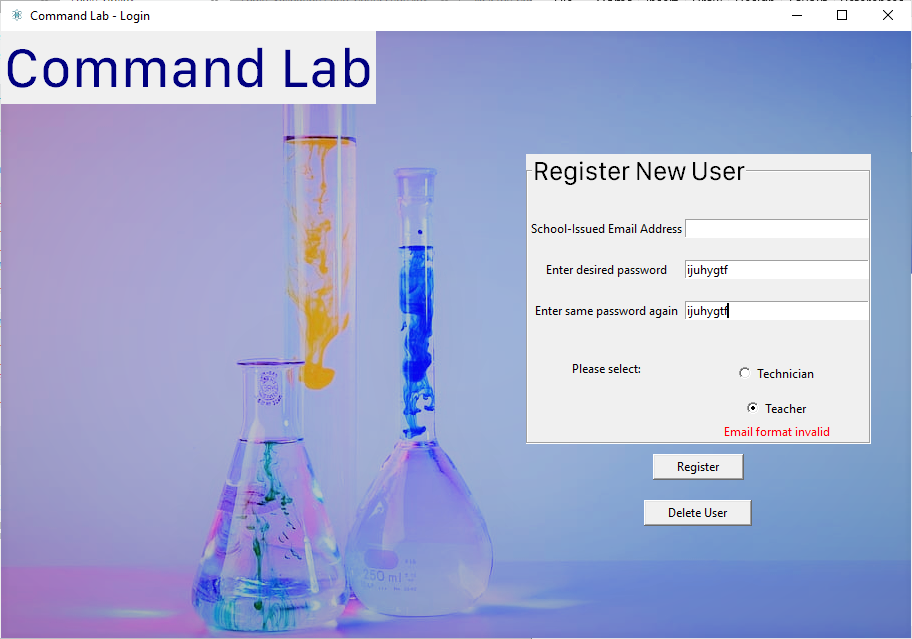 Command Lab - Login
Command Lab
Register New User
School-Issued Email Address
Enter desired password ijuhygtf
Enter same password again ijuhygtf
Please select:
Technician
Teacher
Email format invalid
Register
Delete User
250 ml